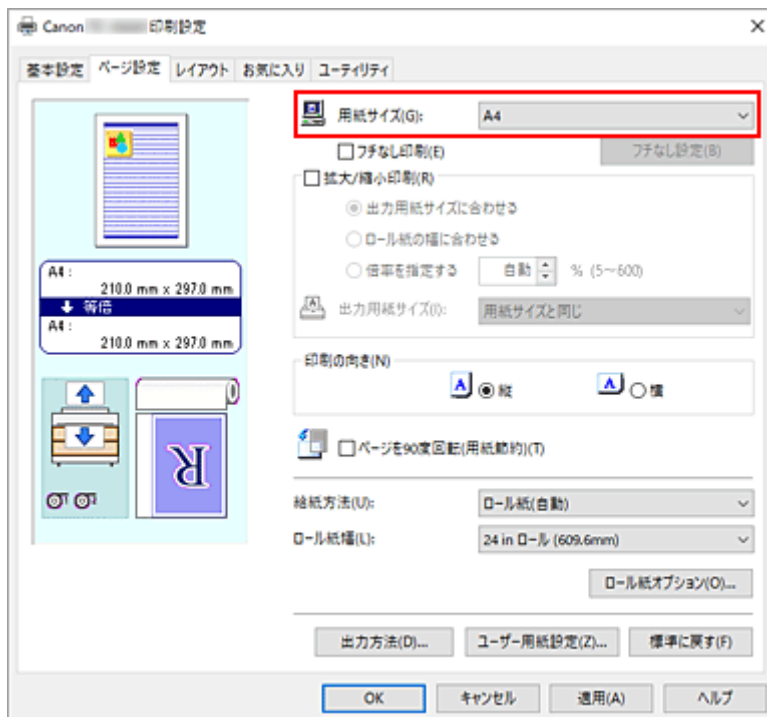 Canon 印刷設定
基本設定 ページ設定 レイアウト お気に入り ユーティリティ
用紙サイズ(G): A4
フチなし印刷(E) フチなし設定(B)
拡大/縮小印刷(R)
出力用紙サイズに合わせる
ロール紙の幅に合わせる
倍率を指定する 自動 % (5～600)
出力用紙サイズ(I): 用紙サイズと同じ
A4 :
210.0 mm x 297.0 mm
等倍
A4 :
210.0 mm x 297.0 mm
印刷の向き(N)
A 縦 A 横
ページを90度回転(用紙節約)(T)
R
給紙方法(U): ロール紙(自動)
ロール紙幅(L): 24 in ロール (609.6mm)
ロール紙オプション(O)...
出力方法(D)... ユーザー用紙設定(Z)... 標準に戻す(F)
OK キャンセル 適用(A) ヘルプ